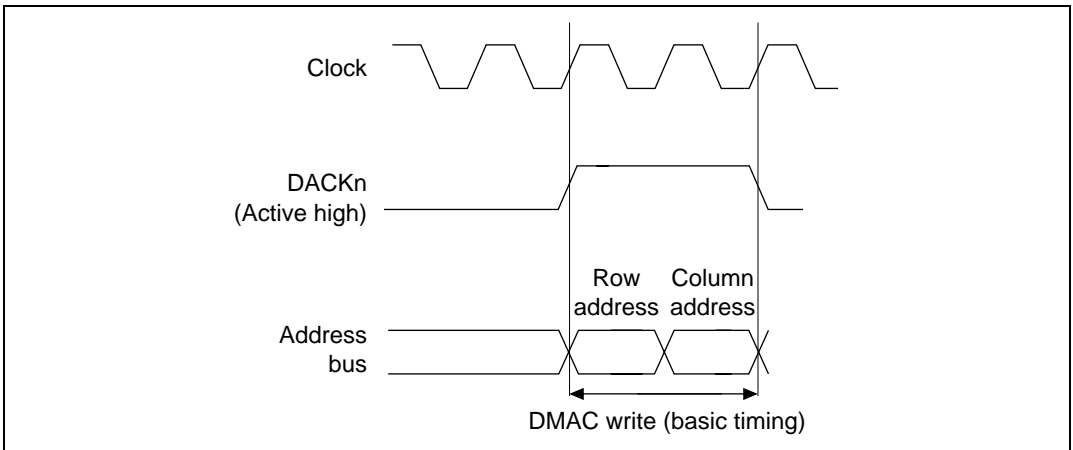 Clock
DACKn
(Active high)
Row Column
address address
Address
bus
DMAC write (basic timing)